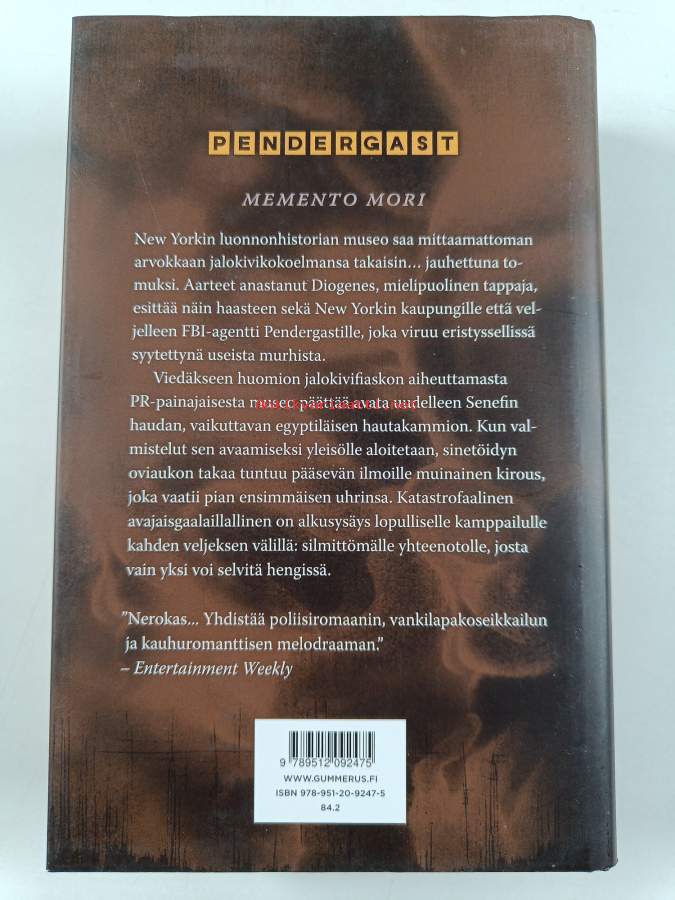 PENDERGAST
MEMENTO MORI
New Yorkin luonnonhistorian museo saa mittaamattoman
arvokkaan jalokivikokoelmansa takaisin... jauhettuna to-
muksi. Aarteet anastanut Diogenes, mielipuolinen tappaja,
esittää näin haasteen sekä New Yorkin kaupungille että vel-
jelleen FBI-agentti Pendergastille, joka viruu eristyssellissä
syytettynä useista murhista.
Viedäkseen huomion jalokivifiaskon aiheuttamasta
PR-painajaisesta museo päättää avata uudelleen Senefin
haudan, vaikuttavan egyptiläisen hautakammion. Kun val-
mistelut sen avaamiseksi yleisölle aloitetaan, sinetöidyn
oviaukon takaa tuntuu pääsevän ilmoille muinainen kirous,
joka vaatii pian ensimmäisen uhrinsa. Katastrofaalinen
avajaisgaalaillallinen on alkusysäys lopulliselle kamppailulle
kahden veljeksen välillä: silmittömälle yhteenotolle, josta
vain yksi voi selvitä hengissä.
”Nerokas... Yhdistää poliisiromaanin, vankilapakoseikkailun
ja kauhuromanttisen melodraaman.”
– Entertainment Weekly
9 789512 092475
WWW.GUMMERUS.FI
ISBN 978-951-20-9247-5
84.2